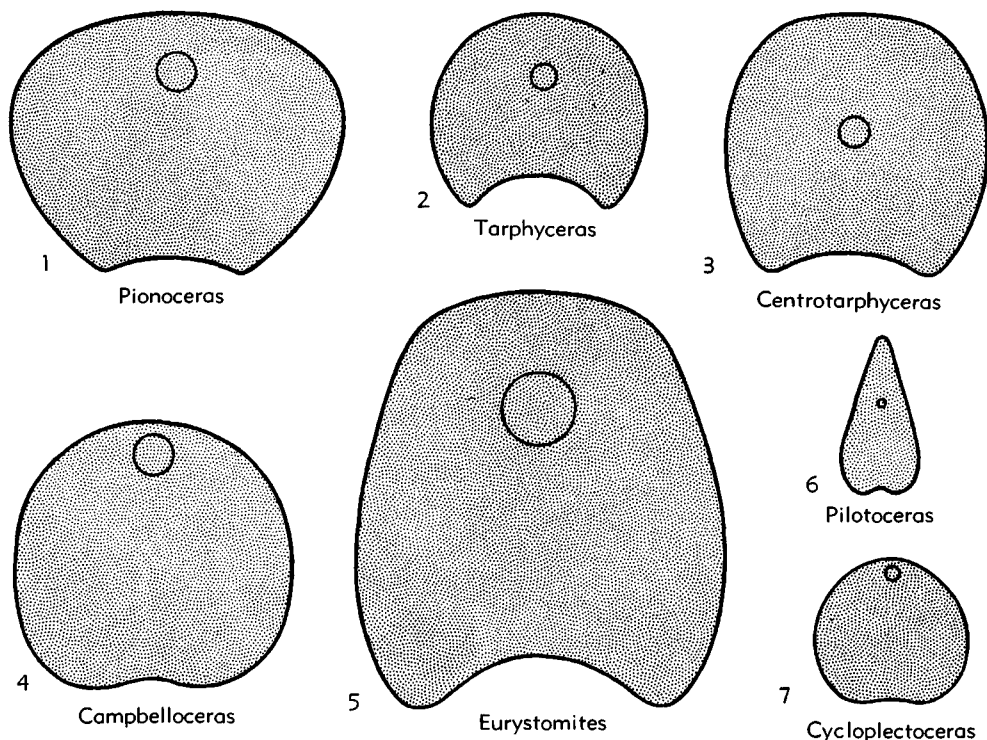 1
Pionoceras
2
Tarphyceras
3
Centrotarphyceras
4
Campbelloceras
5
Eurystomites
6
Pilotoceras
7
Cycloplectoceras